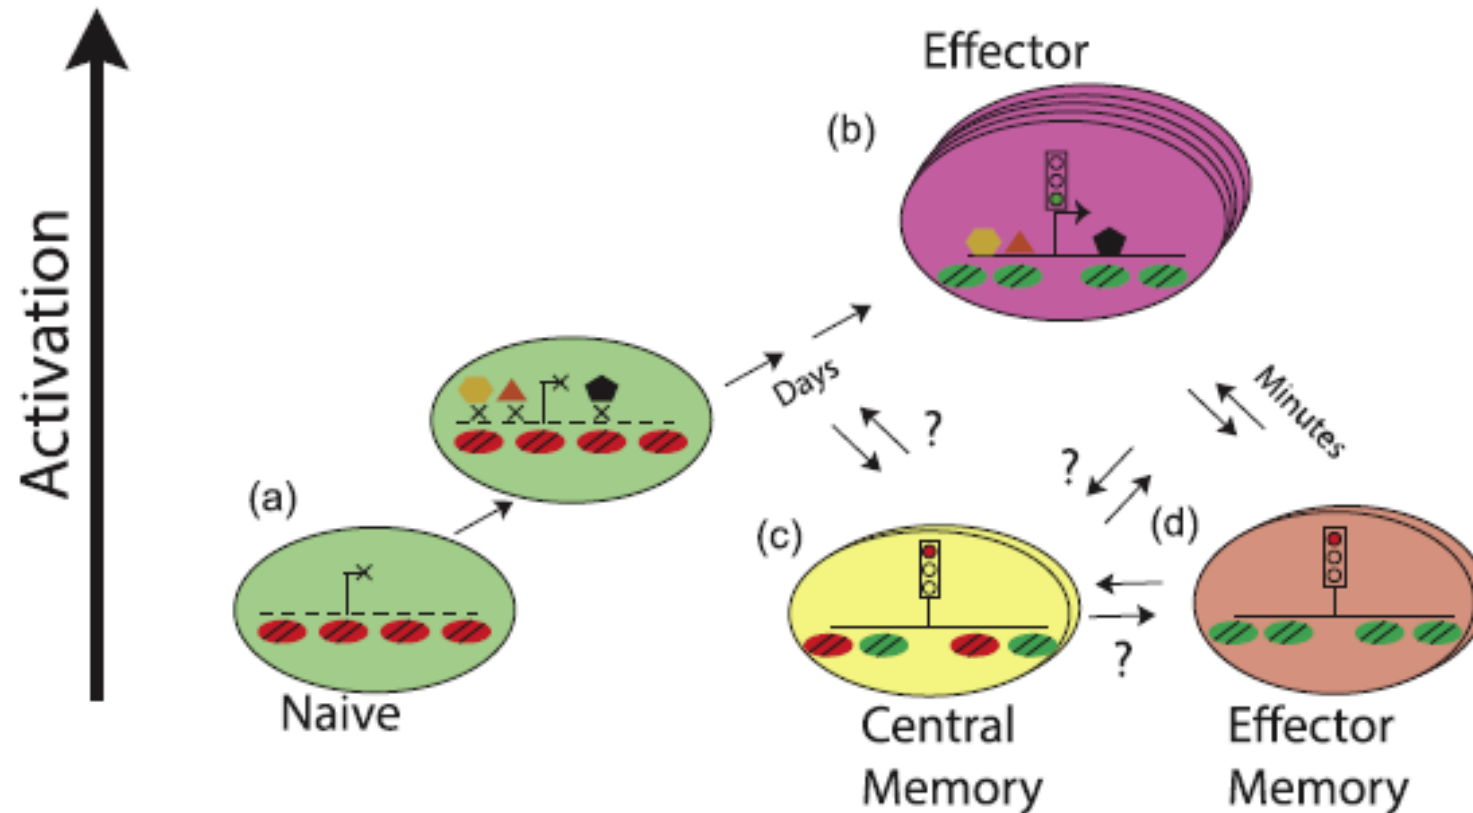 Activation
Effector
(b)
Days
Minutes
?
?
(a)
(c)
(d)
?
Naive
Central
Memory
Effector
Memory